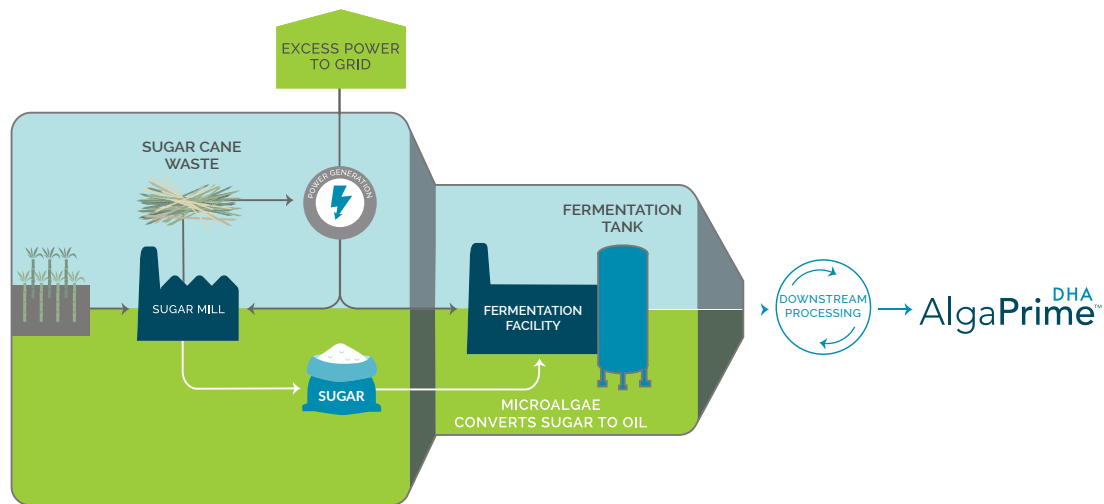 EXCESS POWER
TO GRID
SUGAR CANE
WASTE
POWER GENERATION
FERMENTATION
TANK
SUGAR MILL
FERMENTATION
FACILITY
SUGAR
MICROALGAE
CONVERTS SUGAR TO OIL
DOWNSTREAM
PROCESSING
DHA
AlgaPrime™